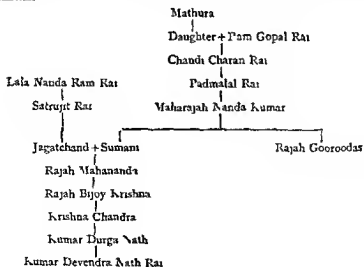 Mathura
Daughter + Ram Gopal Rai
Chandi Charan Rai
Lala Nanda Ram Rai
Padmalal Rai
Satrujit Rai
Maharajah Nanda Kumar
Jagatchand + Sumani
Rajah Gooroodas
Rajah Mahananda
Rajah Bijoy Krishna
Krishna Chandra
Kumar Durga Nath
Kumar Devendra Nath Rai